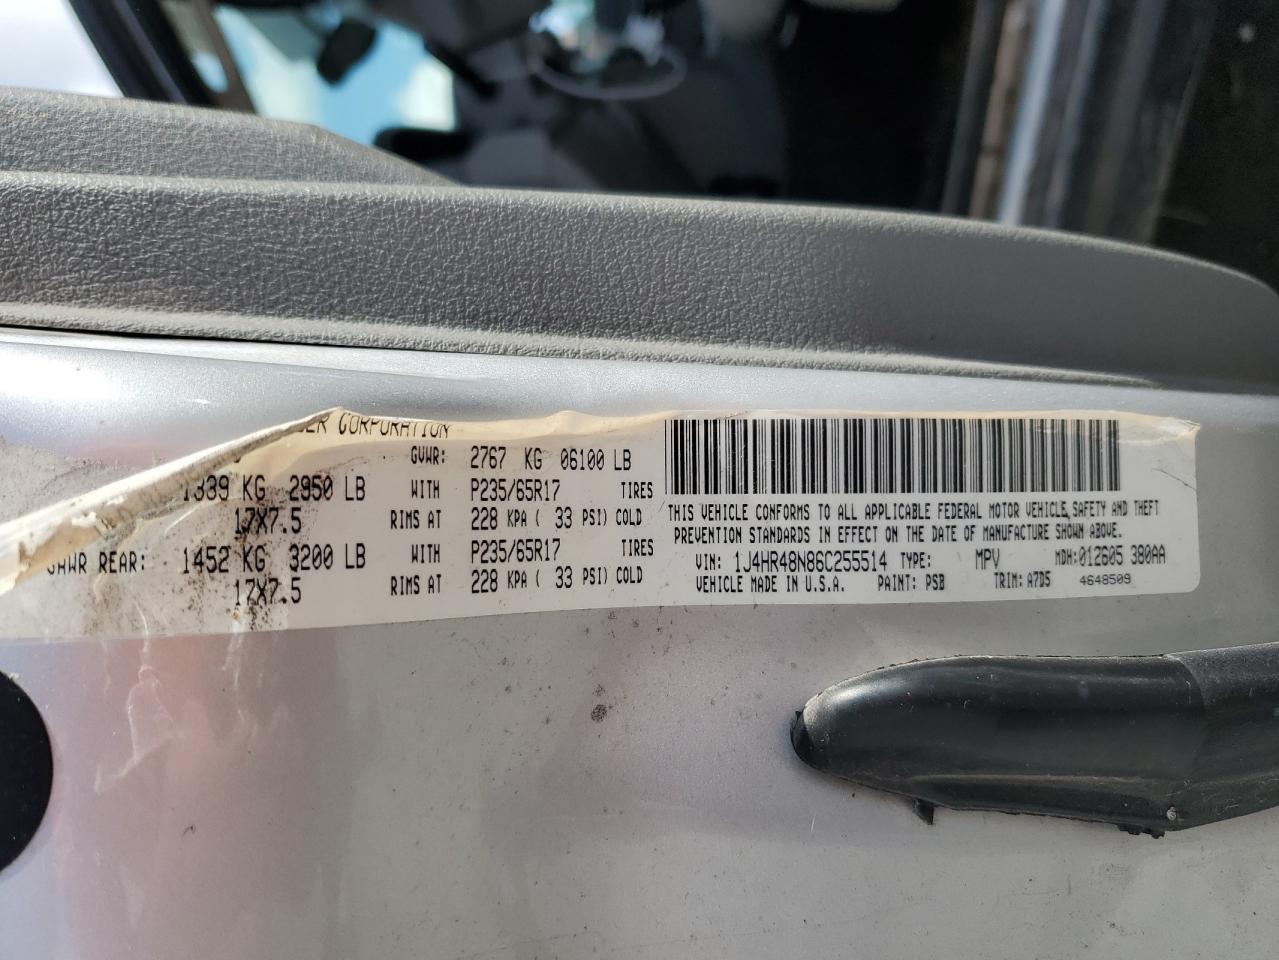 CORPORATION
GVWR: 2767 KG 06100 LB
1339 KG 2950 LB WITH P235/65R17 TIRES
17X7.5 RIMS AT 228 KPA ( 33 PSI) COLD
GAWR REAR: 1452 KG 3200 LB WITH P235/65R17 TIRES
17X7.5 RIMS AT 228 KPA ( 33 PSI) COLD
THIS VEHICLE CONFORMS TO ALL APPLICABLE FEDERAL MOTOR VEHICLE SAFETY AND THEFT
PREVENTION STANDARDS IN EFFECT ON THE DATE OF MANUFACTURE SHOWN ABOVE.
VIN: 1J4HR48N86C255514 TYPE: MPV MDH: 012605 380AA
VEHICLE MADE IN U.S.A. PAINT: PSB TRIM: A7D5 4648509